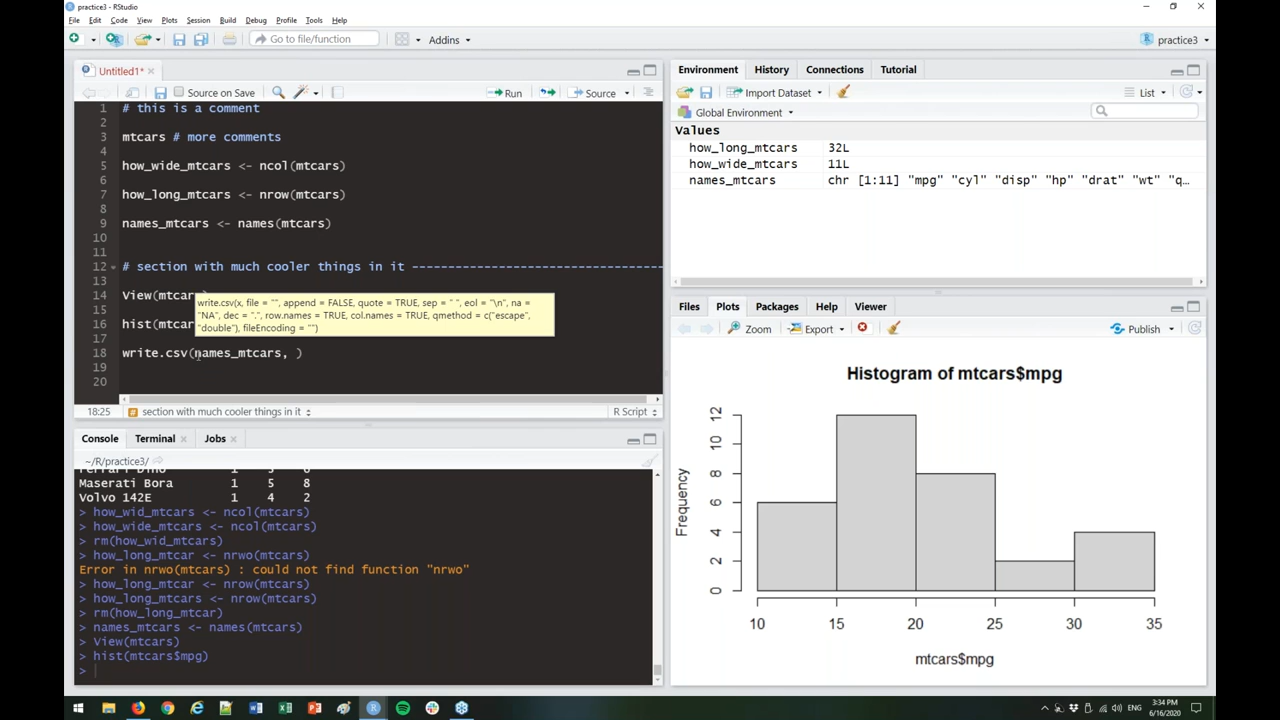 practice3 - RStudio
File Edit Code View Plots Session Build Debug Profile Tools Help
Go to file/function Addins practice3
Untitled1*
Source on Save Run Source
1 # this is a comment
2
3 mtcars # more comments
4
5 how_wide_mtcars <- ncol(mtcars)
6
7 how_long_mtcars <- nrow(mtcars)
8
9 names_mtcars <- names(mtcars)
10
11
12 # section with much cooler things in it ----------------------------------
13
14 View(mtcar
15
16 hist(mtcar
17
18 write.csv(names_mtcars, )
19
20
write.csv(x, file = "", append = FALSE, quote = TRUE, sep = " ", eol = "\n", na =
"NA", dec = ".", row.names = TRUE, col.names = TRUE, qmethod = c("escape",
"double"), fileEncoding = "")
18:25 section with much cooler things in it R Script
Console Terminal Jobs
~/R/practice3/
Ferrari Dino 1 5 6
Maserati Bora 1 5 8
Volvo 142E 1 4 2
> how_wid_mtcars <- ncol(mtcars)
> how_wide_mtcars <- ncol(mtcars)
> rm(how_wid_mtcars)
> how_long_mtcar <- nrwo(mtcars)
Error in nrwo(mtcars) : could not find function "nrwo"
> how_long_mtcar <- nrow(mtcars)
> how_long_mtcars <- nrow(mtcars)
> rm(how_long_mtcar)
> names_mtcars <- names(mtcars)
> View(mtcars)
> hist(mtcars$mpg)
>
Environment History Connections Tutorial
Import Dataset List
Global Environment
Values
how_long_mtcars 32L
how_wide_mtcars 11L
names_mtcars chr [1:11] "mpg" "cyl" "disp" "hp" "drat" "wt" "q…
Files Plots Packages Help Viewer
Zoom Export Publish
Histogram of mtcars$mpg
Frequency
12
10
8
6
4
2
0
10 15 20 25 30 35
mtcars$mpg
ENG
3:34 PM
6/16/2020